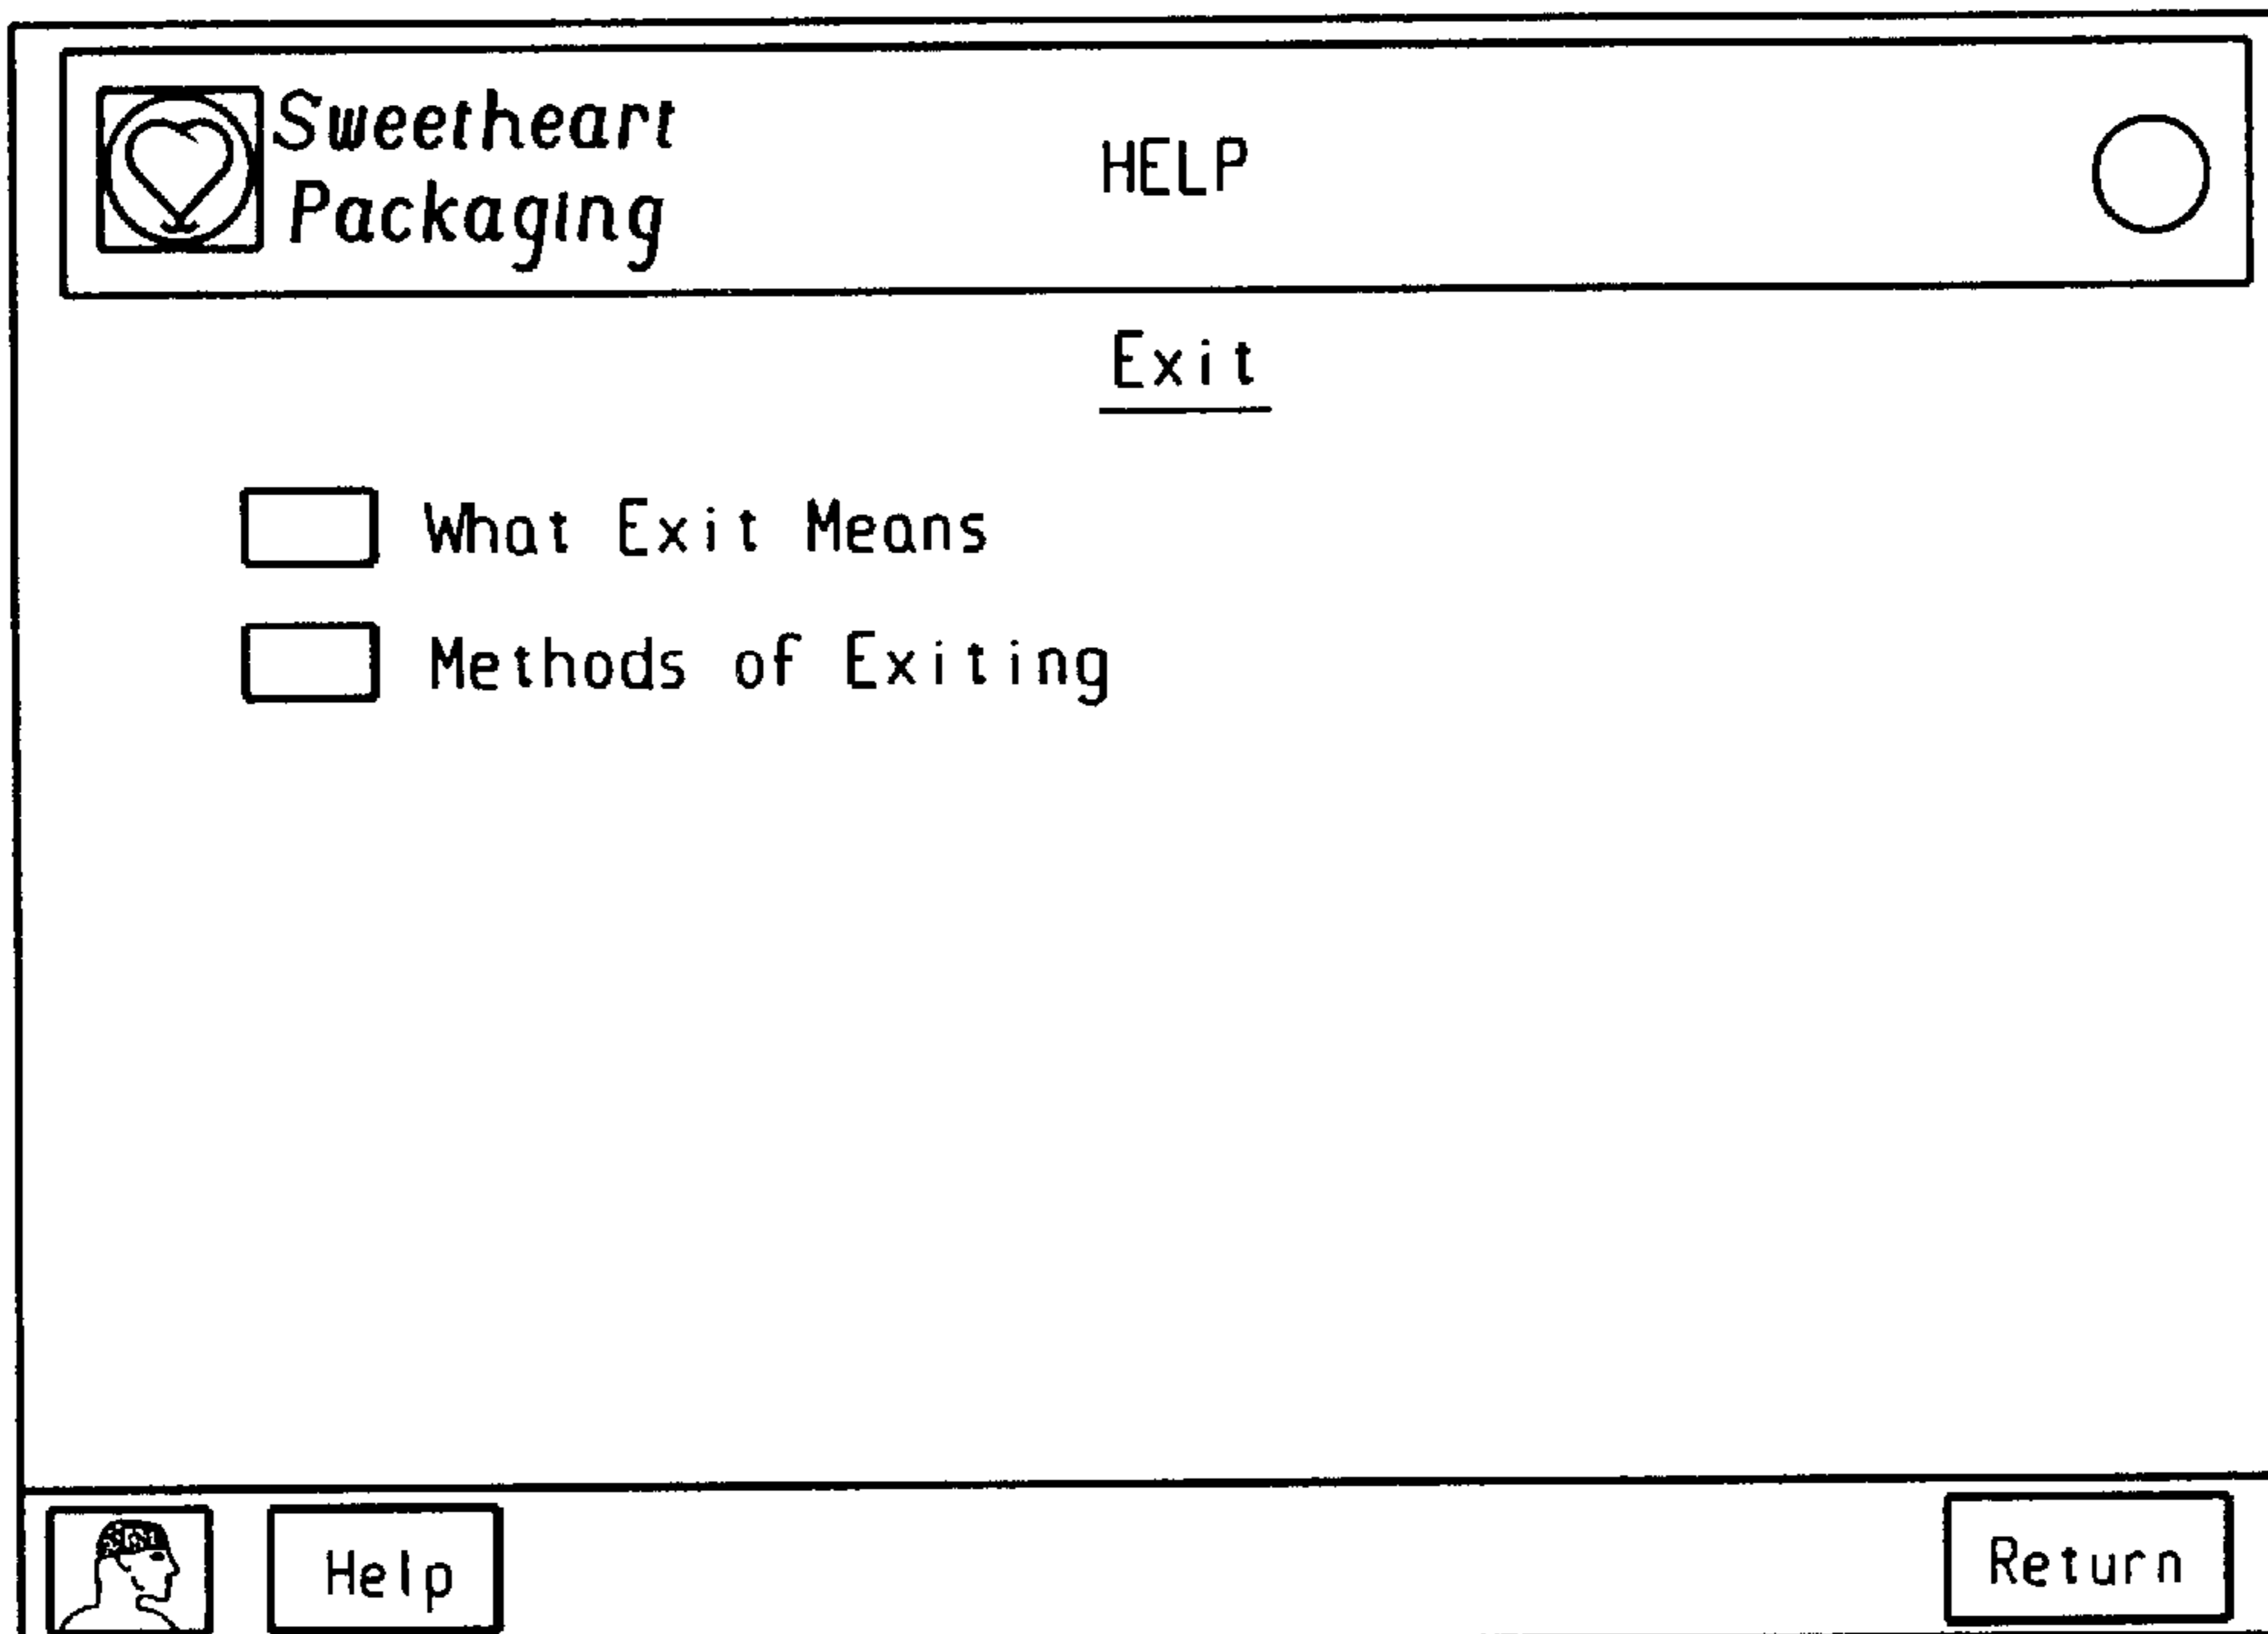 Sweetheart
Packaging
HELP
Exit
What Exit Means
Methods of Exiting
Help
Return